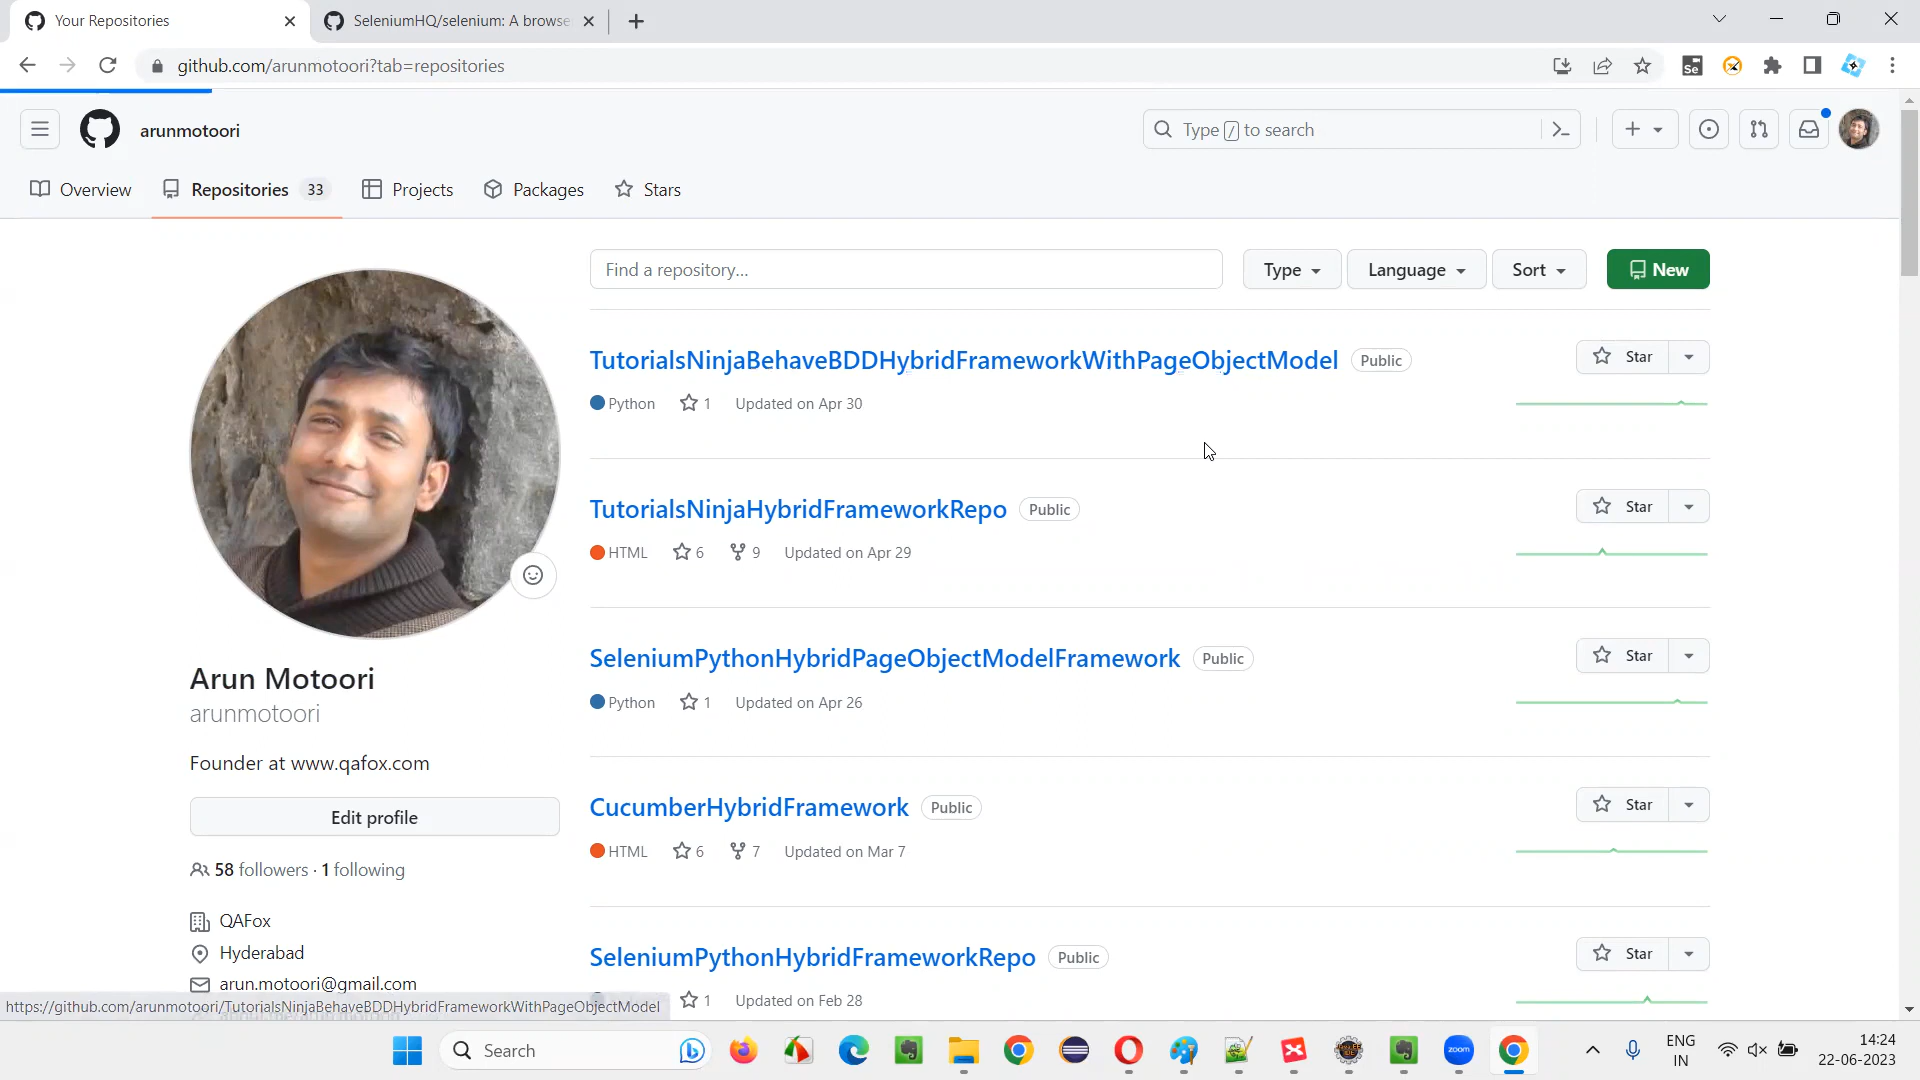 Your Repositories
SeleniumHQ/selenium: A browse
github.com/arunmotoori?tab=repositories
arunmotoori
Type / to search
Overview
Repositories 33
Projects
Packages
Stars
Find a repository...
Type
Language
Sort
New
TutorialsNinjaBehaveBDDHybridFrameworkWithPageObjectModel Public
Star
Python 1 Updated on Apr 30
TutorialsNinjaHybridFrameworkRepo Public
Star
HTML 6 9 Updated on Apr 29
SeleniumPythonHybridPageObjectModelFramework Public
Star
Python 1 Updated on Apr 26
CucumberHybridFramework Public
Star
HTML 6 7 Updated on Mar 7
SeleniumPythonHybridFrameworkRepo Public
Star
1 Updated on Feb 28
Arun Motoori
arunmotoori
Founder at www.qafox.com
Edit profile
58 followers · 1 following
QAFox
Hyderabad
arun.motoori@gmail.com
https://github.com/arunmotoori/TutorialsNinjaBehaveBDDHybridFrameworkWithPageObjectModel
Search
zoom
ENG
IN
14:24
22-06-2023
Se